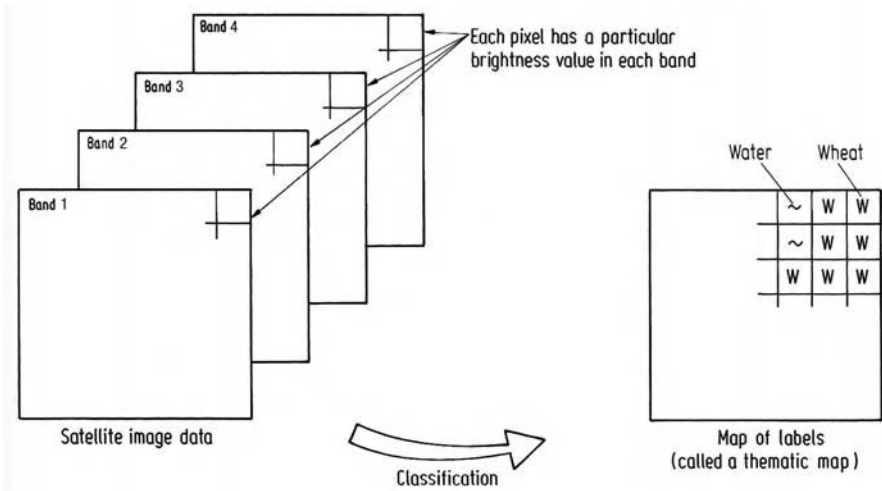 Band 4
Each pixel has a particular
brightness value in each band
Band 3
Band 2
Band 1
Water Wheat
~ W W
~ W W
W W W
Satellite image data
Classification
Map of labels
(called a thematic map)